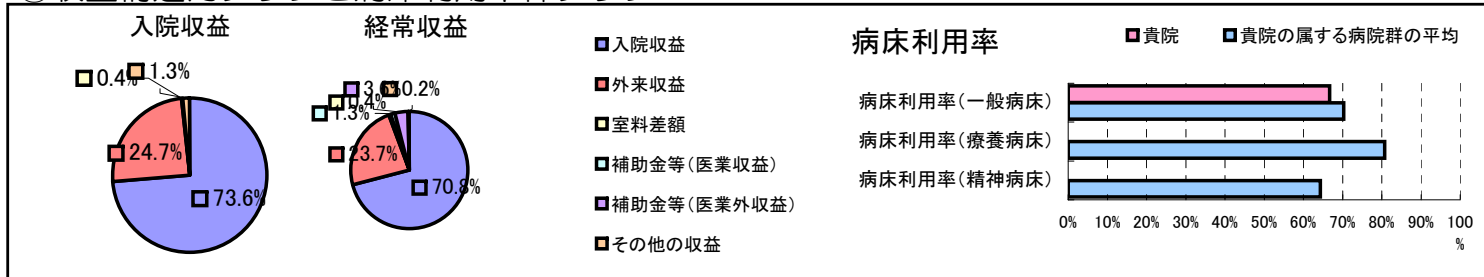 入院収益
0.4%
1.3%
24.7%
73.6%
経常収益
3.6%
0.2%
0.4%
1.3%
23.7%
70.8%
入院収益
外来収益
室料差額
補助金等(医業収益)
補助金等(医業外収益)
その他の収益
病床利用率
貴院
貴院の属する病院群の平均
病床利用率(一般病床)
病床利用率(療養病床)
病床利用率(精神病床)
0% 10% 20% 30% 40% 50% 60% 70% 80% 90% 100
%